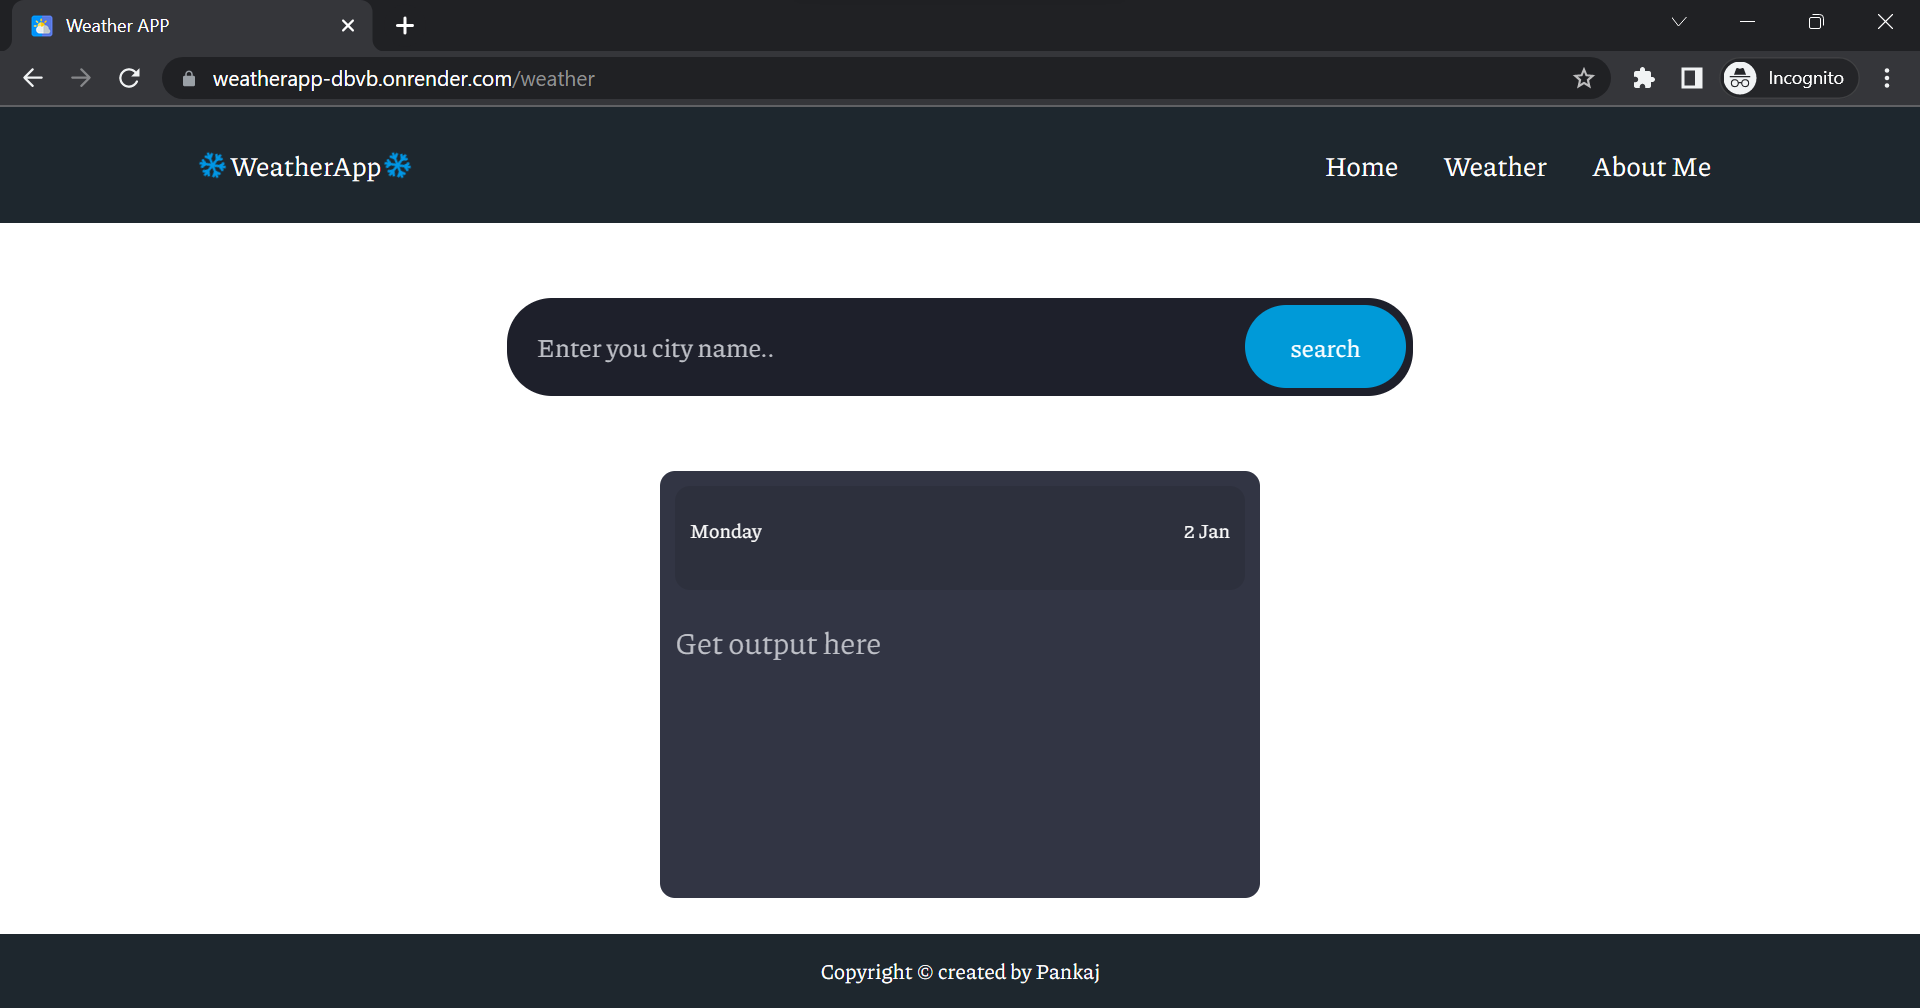 Weather APP
weatherapp-dbvb.onrender.com/weather
Incognito
WeatherApp
Home Weather About Me
Enter you city name..
search
Monday 2 Jan
Get output here
Copyright © created by Pankaj